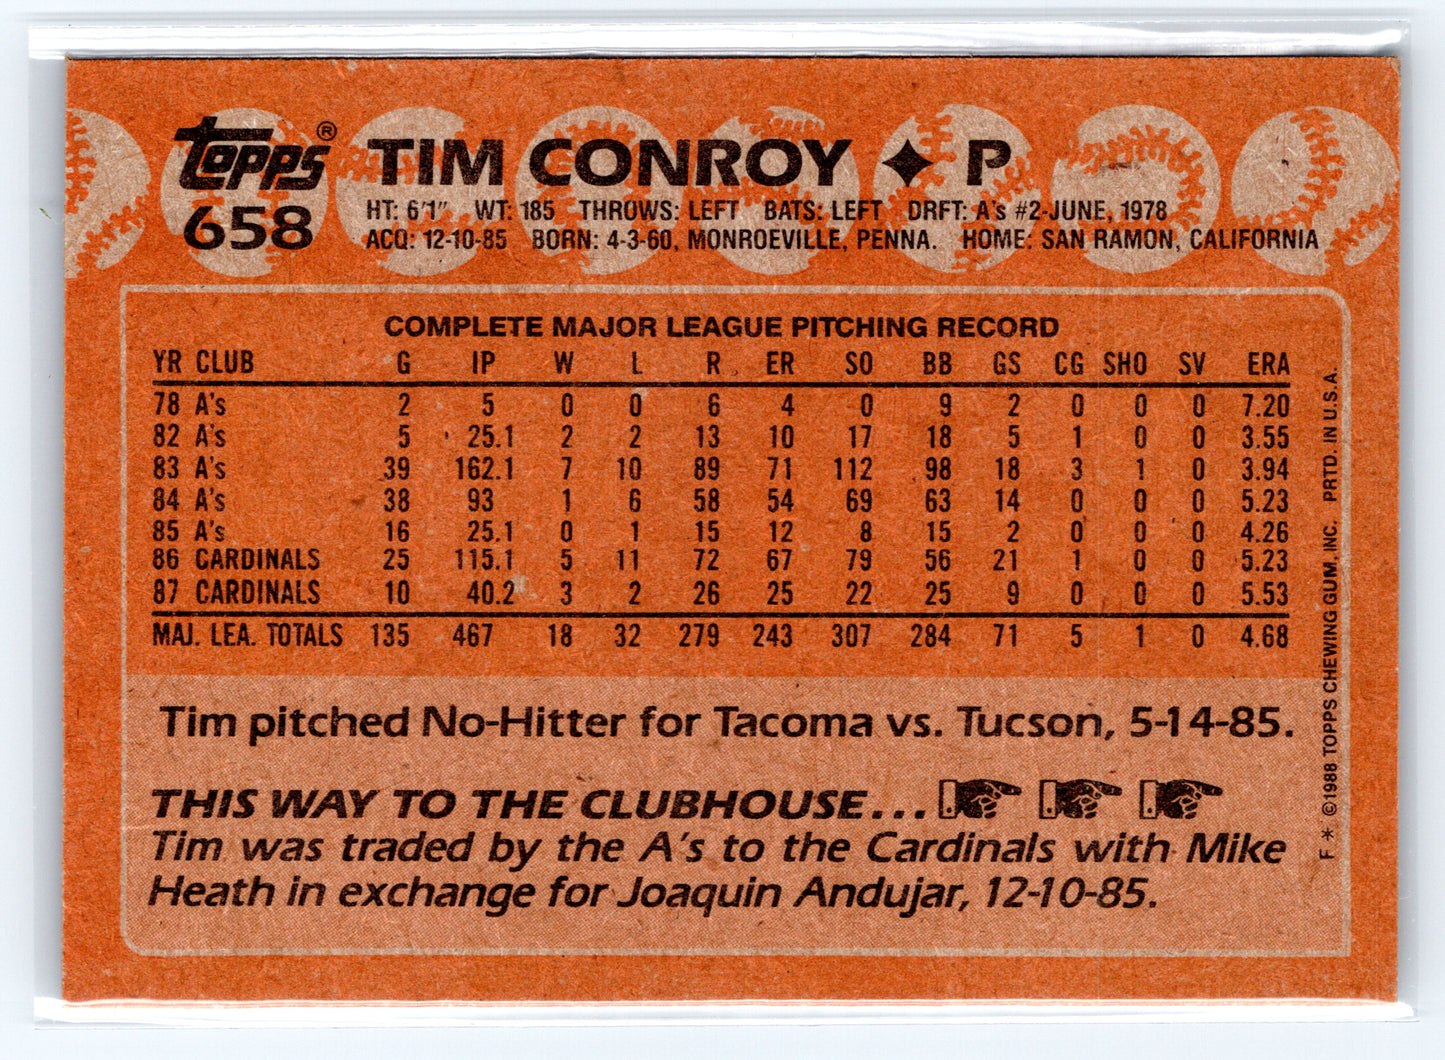 Topps®
658
TIM CONROY ✦ P
HT: 6'1" WT: 185 THROWS: LEFT BATS: LEFT DRFT: A's #2-JUNE, 1978
ACQ: 12-10-85 BORN: 4-3-60, MONROEVILLE, PENNA. HOME: SAN RAMON, CALIFORNIA
COMPLETE MAJOR LEAGUE PITCHING RECORD
YR CLUB G IP W L R ER SO BB GS CG SHO SV ERA
78 A's 2 5 0 0 6 4 0 9 2 0 0 0 7.20
82 A's 5 25.1 2 2 13 10 17 18 5 1 0 0 3.55
83 A's 39 162.1 7 10 89 71 112 98 18 3 1 0 3.94
84 A's 38 93 1 6 58 54 69 63 14 0 0 0 5.23
85 A's 16 25.1 0 1 15 12 8 15 2 0 0 0 4.26
86 CARDINALS 25 115.1 5 11 72 67 79 56 21 1 0 0 5.23
87 CARDINALS 10 40.2 3 2 26 25 22 25 9 0 0 0 5.53
MAJ. LEA. TOTALS 135 467 18 32 279 243 307 284 71 5 1 0 4.68
Tim pitched No-Hitter for Tacoma vs. Tucson, 5-14-85.
THIS WAY TO THE CLUBHOUSE...
Tim was traded by the A's to the Cardinals with Mike
Heath in exchange for Joaquin Andujar, 12-10-85.
F * ©1988 TOPPS CHEWING GUM, INC. PRTD. IN U.S.A.